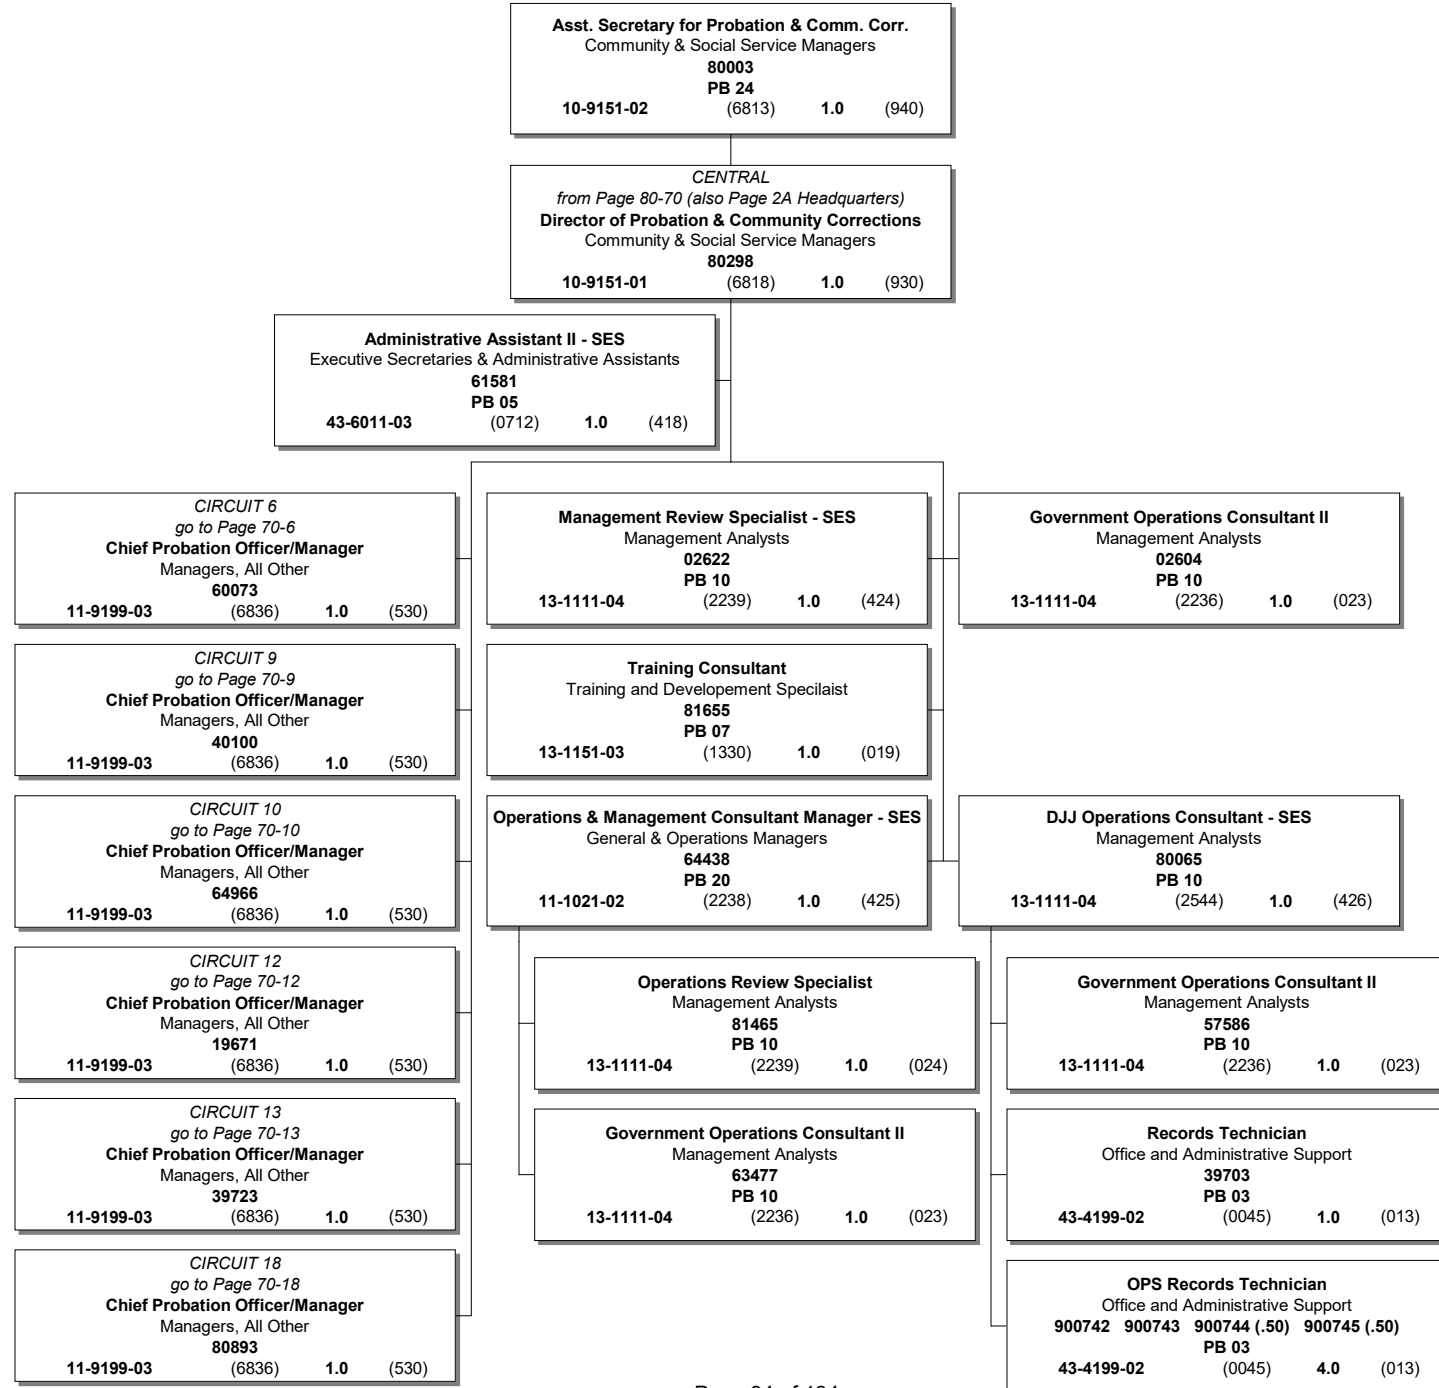 Asst. Secretary for Probation & Comm. Corr.
Community & Social Service Managers
80003
PB 24
10-9151-02 (6813) 1.0 (940)
CENTRAL
from Page 80-70 (also Page 2A Headquarters)
Director of Probation & Community Corrections
Community & Social Service Managers
80298
10-9151-01 (6818) 1.0 (930)
Administrative Assistant II - SES
Executive Secretaries & Administrative Assistants
61581
PB 05
43-6011-03 (0712) 1.0 (418)
CIRCUIT 6
go to Page 70-6
Chief Probation Officer/Manager
Managers, All Other
60073
11-9199-03 (6836) 1.0 (530)
CIRCUIT 9
go to Page 70-9
Chief Probation Officer/Manager
Managers, All Other
40100
11-9199-03 (6836) 1.0 (530)
CIRCUIT 10
go to Page 70-10
Chief Probation Officer/Manager
Managers, All Other
64966
11-9199-03 (6836) 1.0 (530)
CIRCUIT 12
go to Page 70-12
Chief Probation Officer/Manager
Managers, All Other
19671
11-9199-03 (6836) 1.0 (530)
CIRCUIT 13
go to Page 70-13
Chief Probation Officer/Manager
Managers, All Other
39723
11-9199-03 (6836) 1.0 (530)
CIRCUIT 18
go to Page 70-18
Chief Probation Officer/Manager
Managers, All Other
80893
11-9199-03 (6836) 1.0 (530)
Management Review Specialist - SES
Management Analysts
02622
PB 10
13-1111-04 (2239) 1.0 (424)
Training Consultant
Training and Developement Specilaist
81655
PB 07
13-1151-03 (1330) 1.0 (019)
Operations & Management Consultant Manager - SES
General & Operations Managers
64438
PB 20
11-1021-02 (2238) 1.0 (425)
Operations Review Specialist
Management Analysts
81465
PB 10
13-1111-04 (2239) 1.0 (024)
Government Operations Consultant II
Management Analysts
63477
PB 10
13-1111-04 (2236) 1.0 (023)
Government Operations Consultant II
Management Analysts
02604
PB 10
13-1111-04 (2236) 1.0 (023)
DJJ Operations Consultant - SES
Management Analysts
80065
PB 10
13-1111-04 (2544) 1.0 (426)
Government Operations Consultant II
Management Analysts
57586
PB 10
13-1111-04 (2236) 1.0 (023)
Records Technician
Office and Administrative Support
39703
PB 03
43-4199-02 (0045) 1.0 (013)
OPS Records Technician
Office and Administrative Support
900742 900743 900744 (.50) 900745 (.50)
PB 03
43-4199-02 (0045) 4.0 (013)